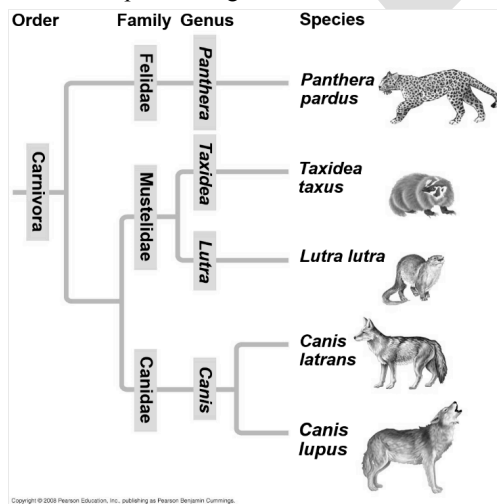 Order Family Genus Species
Carnivora
Felidae
Panthera
Panthera
pardus
Mustelidae
Taxidea
Taxidea
taxus
Lutra
Lutra lutra
Canidae
Canis
Canis
latrans
Canis
lupus
Copyright © 2008 Pearson Education, Inc., publishing as Pearson Benjamin Cummings.